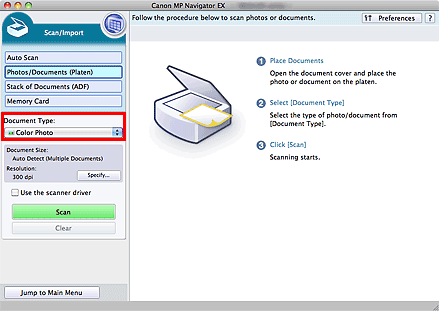 Canon MP Navigator EX
Scan/Import
Follow the procedure below to scan photos or documents.
Preferences
?
Auto Scan
Photos/Documents (Platen)
Stack of Documents (ADF)
Memory Card
Document Type:
Color Photo
Document Size:
Auto Detect (Multiple Documents)
Resolution:
300 dpi
Specify...
Use the scanner driver
Scan
Clear
Jump to Main Menu
1 Place Documents
Open the document cover and place the
photo or document on the platen.
2 Select [Document Type]
Select the type of photo/document from
[Document Type].
3 Click [Scan]
Scanning starts.